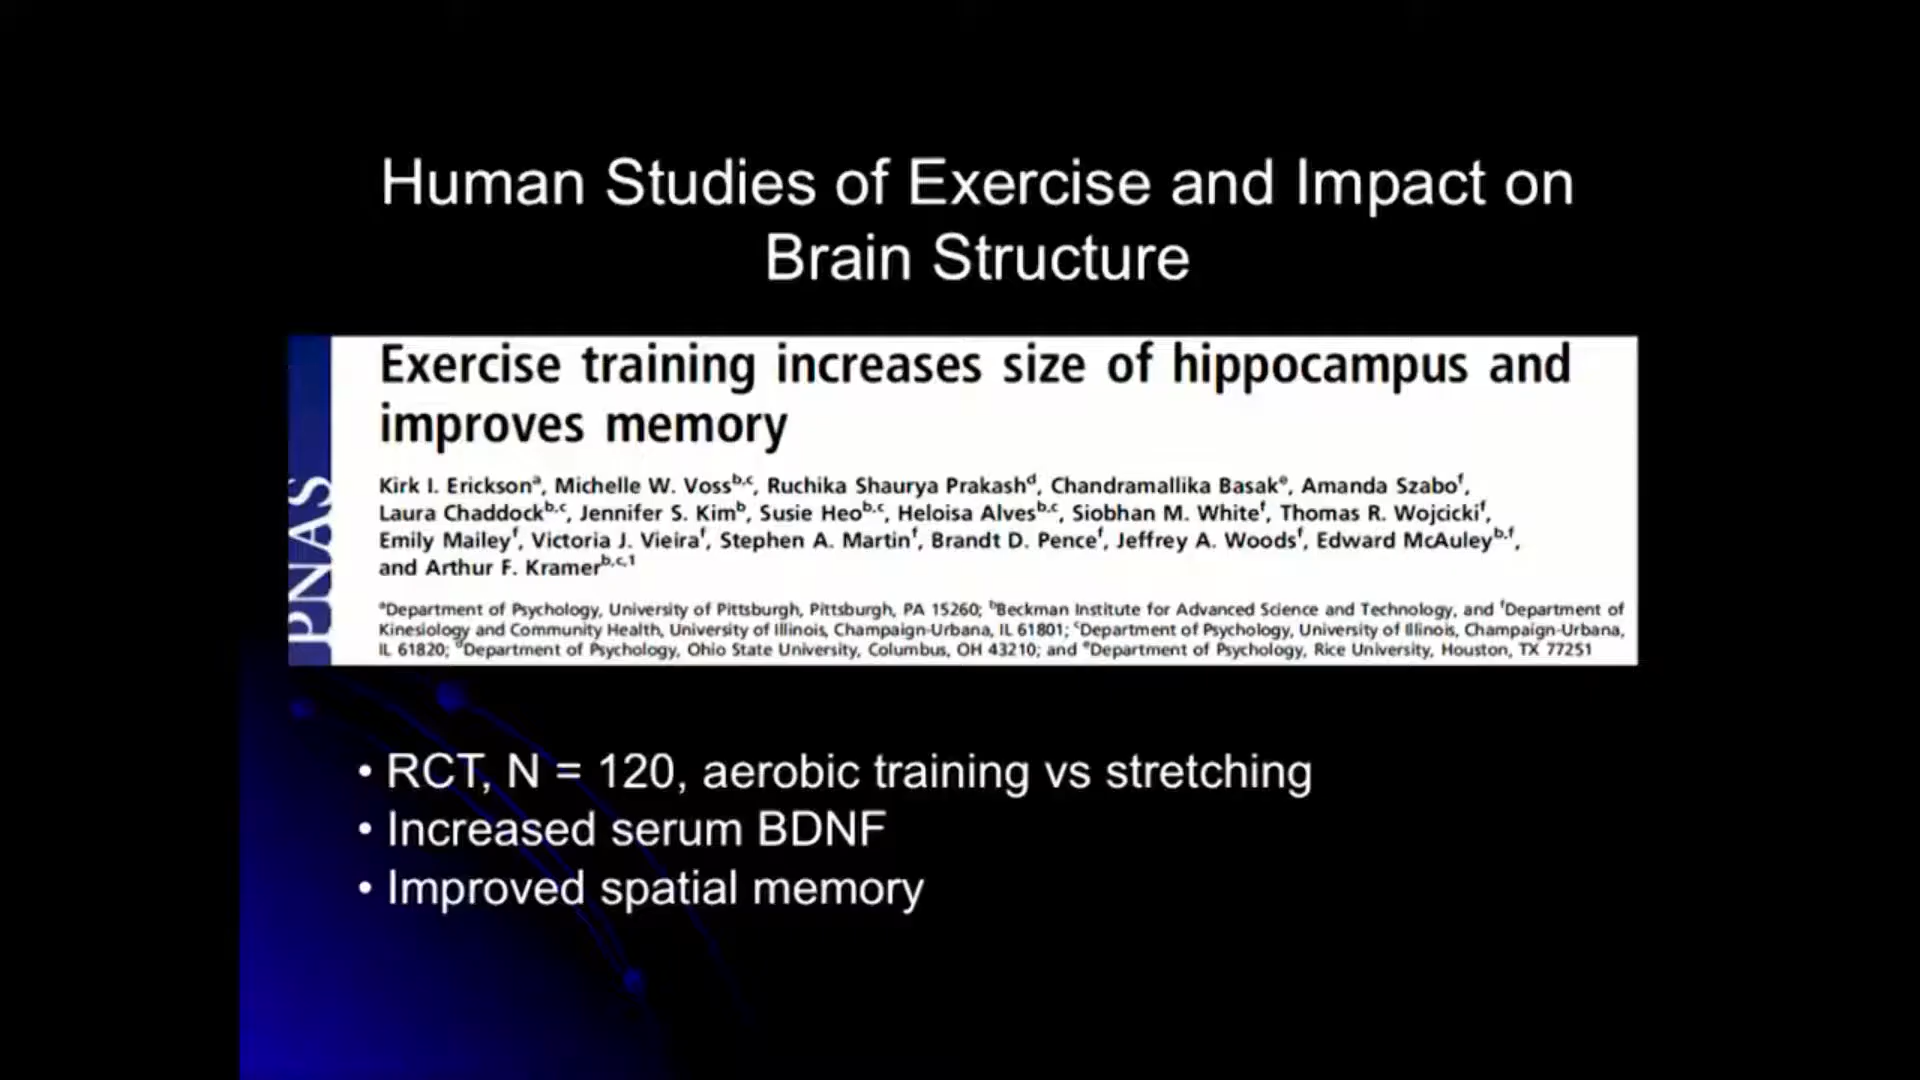 Human Studies of Exercise and Impact on
Brain Structure
PNAS
Exercise training increases size of hippocampus and
improves memory
Kirk I. Ericksonᵃ, Michelle W. Vossᵇ,ᶜ, Ruchika Shaurya Prakashᵈ, Chandramallika Basakᵉ, Amanda Szaboᶠ,
Laura Chaddockᵇ,ᶜ, Jennifer S. Kimᵇ, Susie Heoᵇ,ᶜ, Heloisa Alvesᵇ,ᶜ, Siobhan M. Whiteᶠ, Thomas R. Wojcickiᶠ,
Emily Maileyᶠ, Victoria J. Vieiraᶠ, Stephen A. Martinᶠ, Brandt D. Penceᶠ, Jeffrey A. Woodsᶠ, Edward McAuleyᵇ,ᶠ,
and Arthur F. Kramerᵇ,ᶜ,¹
ᵃDepartment of Psychology, University of Pittsburgh, Pittsburgh, PA 15260; ᵇBeckman Institute for Advanced Science and Technology, and ᶠDepartment of
Kinesiology and Community Health, University of Illinois, Champaign-Urbana, IL 61801; ᶜDepartment of Psychology, University of Illinois, Champaign-Urbana,
IL 61820; ᵈDepartment of Psychology, Ohio State University, Columbus, OH 43210; and ᵉDepartment of Psychology, Rice University, Houston, TX 77251
• RCT, N = 120, aerobic training vs stretching
• Increased serum BDNF
• Improved spatial memory